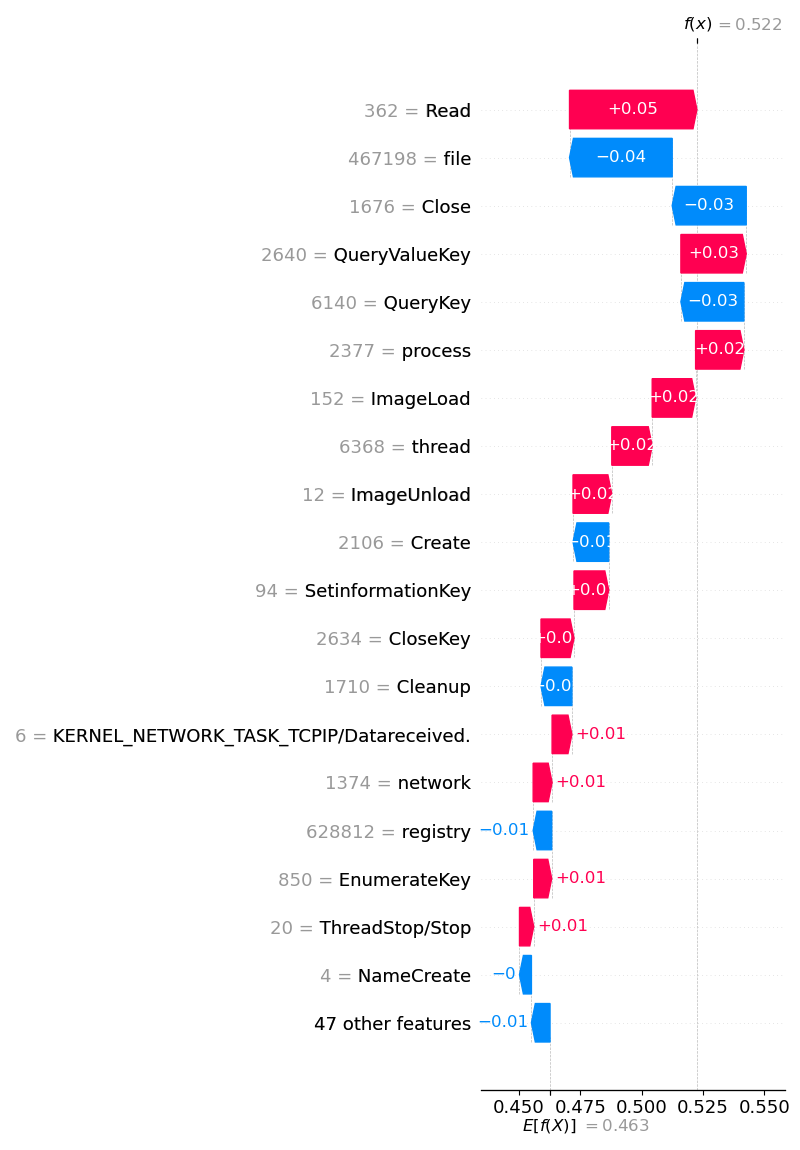 f(x) = 0.522
362 = Read +0.05
467198 = file −0.04
1676 = Close −0.03
2640 = QueryValueKey +0.03
6140 = QueryKey −0.03
2377 = process +0.02
152 = ImageLoad +0.02
6368 = thread +0.02
12 = ImageUnload +0.02
2106 = Create −0.01
94 = SetinformationKey +0.0
2634 = CloseKey
1710 = Cleanup
6 = KERNEL_NETWORK_TASK_TCPIP/Datareceived. +0.01
1374 = network +0.01
628812 = registry −0.01
850 = EnumerateKey +0.01
20 = ThreadStop/Stop +0.01
4 = NameCreate −0
47 other features −0.01
0.450 0.475 0.500 0.525 0.550
E[f(X)] = 0.463